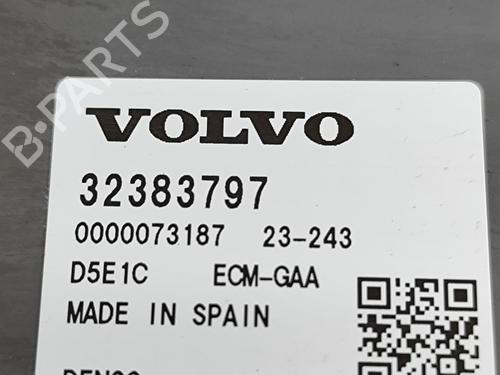 B-PARTS
VOLVO
32383797
0000073187 23-243
D5E1C ECM-GAA
MADE IN SPAIN